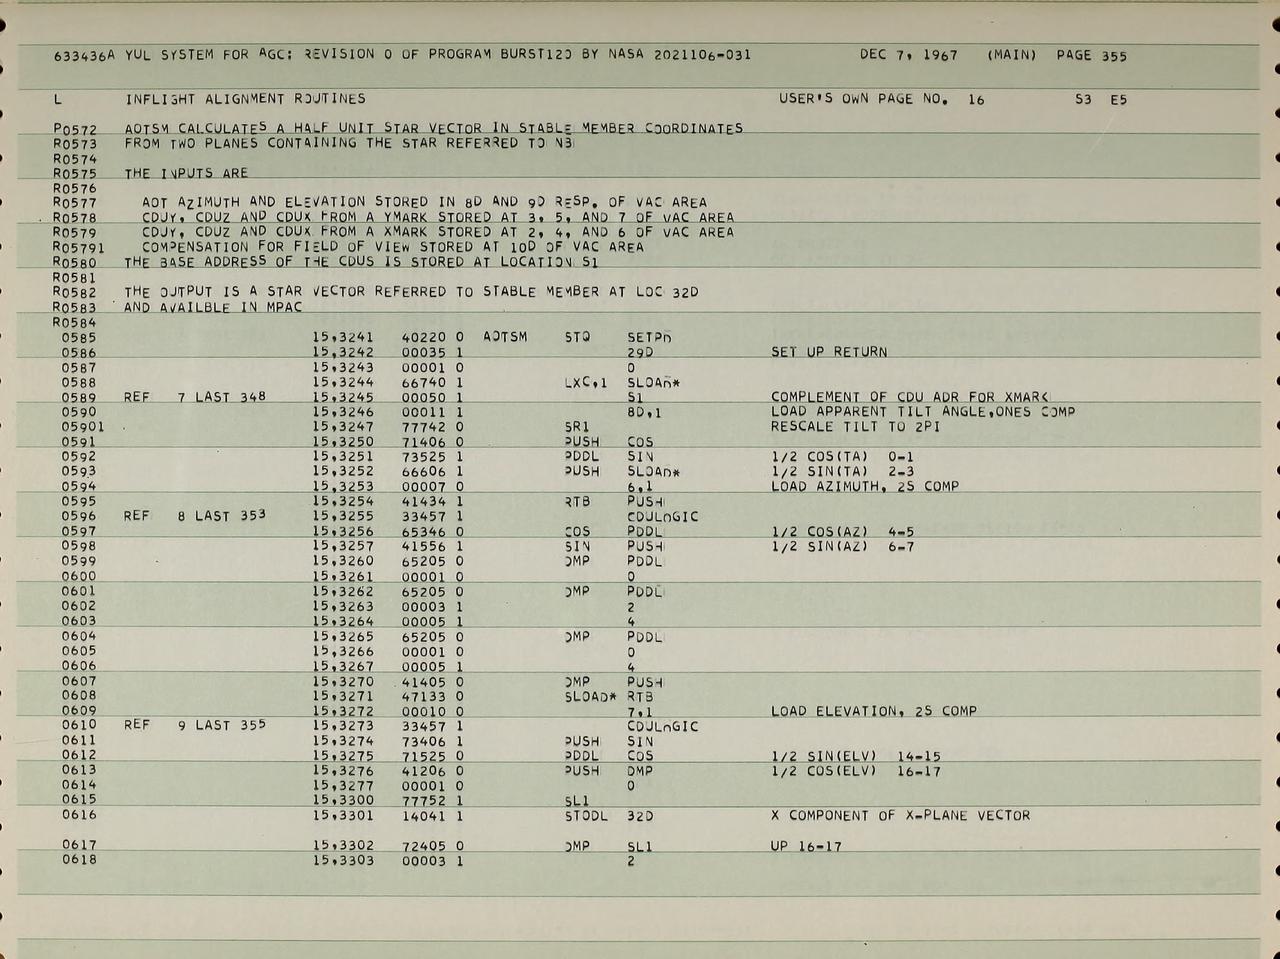 633436A YUL SYSTEM FOR AGC: REVISION 0 OF PROGRAM BURST120 BY NASA 2021106-031 DEC 7, 1967 (MAIN) PAGE 355
L INFLIGHT ALIGNMENT ROUTINES USER'S OWN PAGE NO. 16 S3 E5
P0572 AOTSM CALCULATES A HALF UNIT STAR VECTOR IN STABLE MEMBER COORDINATES
R0573 FROM TWO PLANES CONTAINING THE STAR REFERRED TO NB
R0574
R0575 THE INPUTS ARE
R0576
R0577 AOT AZIMUTH AND ELEVATION STORED IN 8D AND 9D RESP. OF VAC AREA
R0578 CDUY, CDUZ AND CDUX FROM A YMARK STORED AT 3, 5, AND 7 OF VAC AREA
R0579 CDUY, CDUZ AND CDUX FROM A XMARK STORED AT 2, 4, AND 6 OF VAC AREA
R05791 COMPENSATION FOR FIELD OF VIEW STORED AT 10D OF VAC AREA
R0580 THE BASE ADDRESS OF THE CDUS IS STORED AT LOCATION S1
R0581
R0582 THE OUTPUT IS A STAR VECTOR REFERRED TO STABLE MEMBER AT LOC 32D
R0583 AND AVAILBLE IN MPAC
R0584
0585 15,3241 40220 0 AOTSM STQ SETPD
0586 15,3242 00035 1 29D SET UP RETURN
0587 15,3243 00001 0 0
0588 15,3244 66740 1 LXC,1 SLOAD*
0589 REF 7 LAST 348 15,3245 00050 1 S1 COMPLEMENT OF CDU ADR FOR XMARK
0590 15,3246 00011 1 8D,1 LOAD APPARENT TILT ANGLE,ONES COMP
05901 15,3247 77742 0 SR1 RESCALE TILT TO 2PI
0591 15,3250 71406 0 PUSH COS
0592 15,3251 73525 1 PDDL SIN 1/2 COS(TA) 0-1
0593 15,3252 66606 1 PUSH SLOAD* 1/2 SIN(TA) 2-3
0594 15,3253 00007 0 6,1 LOAD AZIMUTH, 2S COMP
0595 15,3254 41434 1 RTB PUSH
0596 REF 8 LAST 353 15,3255 33457 1 CDULOGIC
0597 15,3256 65346 0 COS PDDL 1/2 COS(AZ) 4-5
0598 15,3257 41556 1 SIN PUSH 1/2 SIN(AZ) 6-7
0599 15,3260 65205 0 DMP PDDL
0600 15,3261 00001 0 0
0601 15,3262 65205 0 DMP PDDL
0602 15,3263 00003 1 2
0603 15,3264 00005 1 4
0604 15,3265 65205 0 DMP PDDL
0605 15,3266 00001 0 0
0606 15,3267 00005 1 4
0607 15,3270 41405 0 DMP PUSH
0608 15,3271 47133 0 SLOAD* RTB
0609 15,3272 00010 0 7,1 LOAD ELEVATION, 2S COMP
0610 REF 9 LAST 355 15,3273 33457 1 CDULOGIC
0611 15,3274 73406 1 PUSH SIN
0612 15,3275 71525 0 PDDL COS 1/2 SIN(ELV) 14-15
0613 15,3276 41206 0 PUSH DMP 1/2 COS(ELV) 16-17
0614 15,3277 00001 0 0
0615 15,3300 77752 1 SL1
0616 15,3301 14041 1 STODL 32D X COMPONENT OF X-PLANE VECTOR
0617 15,3302 72405 0 DMP SL1 UP 16-17
0618 15,3303 00003 1 2